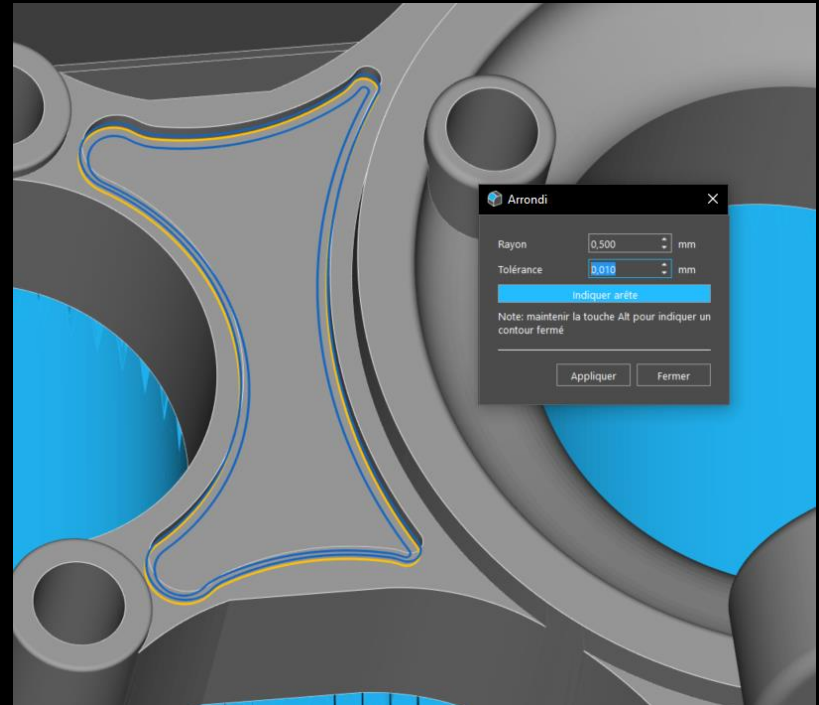 Arrondi
Rayon 0,500 mm
Tolérance 0,010 mm
Indiquer arête
Note: maintenir la touche Alt pour indiquer un
contour fermé
Appliquer Fermer